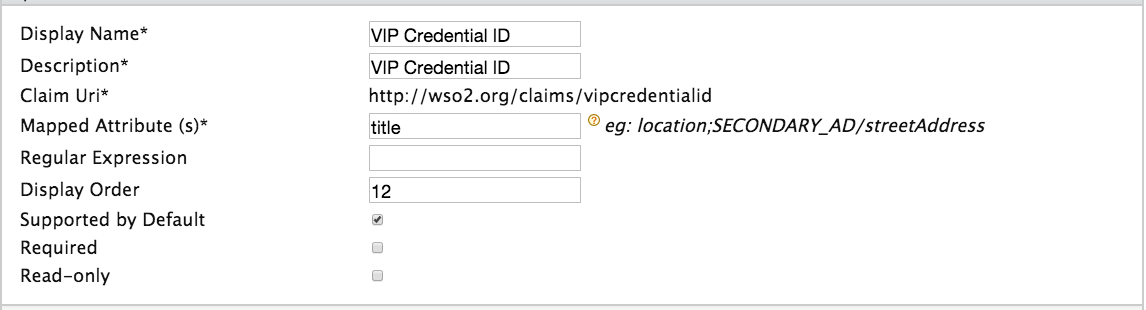 Display Name* VIP Credential ID
Description* VIP Credential ID
Claim Uri* http://wso2.org/claims/vipcredentialid
Mapped Attribute (s)* title ? eg: location;SECONDARY_AD/streetAddress
Regular Expression
Display Order 12
Supported by Default
Required
Read-only